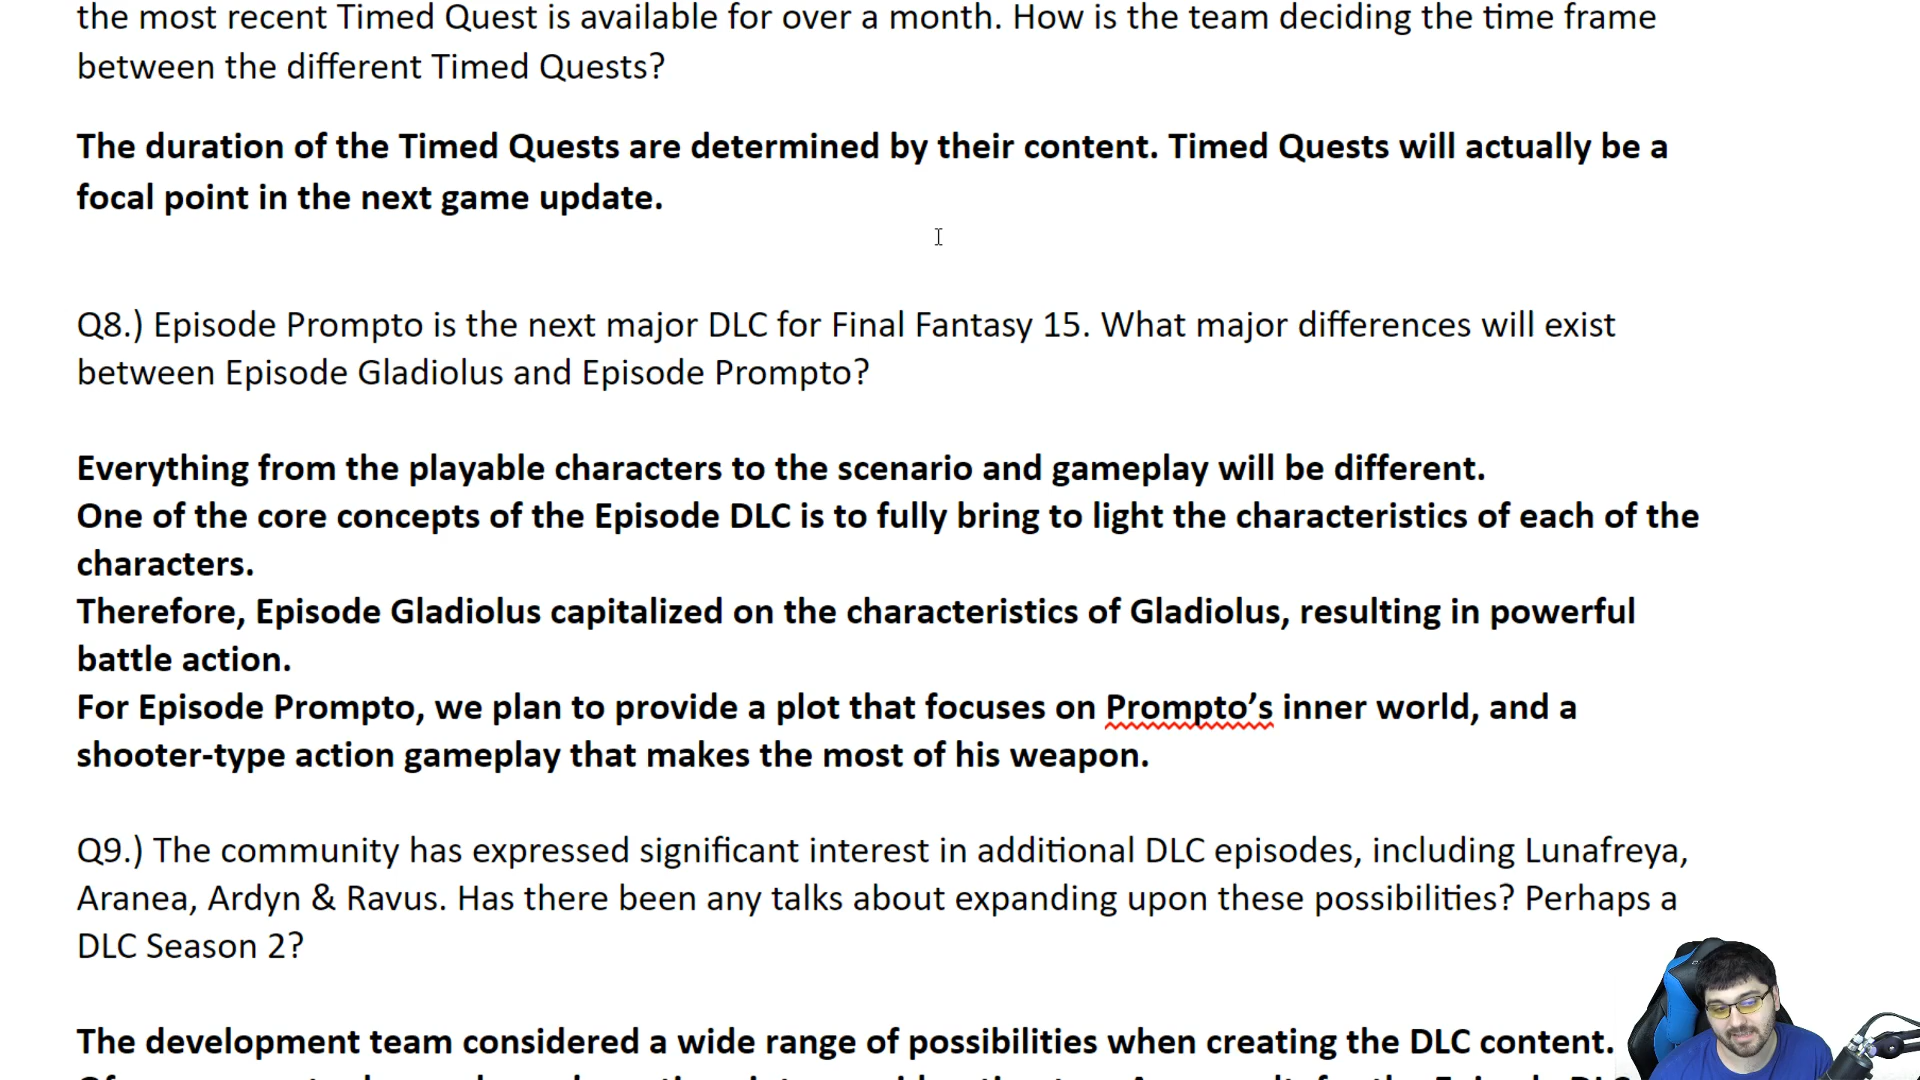 the most recent Timed Quest is available for over a month. How is the team deciding the time frame
between the different Timed Quests?
The duration of the Timed Quests are determined by their content. Timed Quests will actually be a
focal point in the next game update.
Q8.) Episode Prompto is the next major DLC for Final Fantasy 15. What major differences will exist
between Episode Gladiolus and Episode Prompto?
Everything from the playable characters to the scenario and gameplay will be different.
One of the core concepts of the Episode DLC is to fully bring to light the characteristics of each of the
characters.
Therefore, Episode Gladiolus capitalized on the characteristics of Gladiolus, resulting in powerful
battle action.
For Episode Prompto, we plan to provide a plot that focuses on Prompto’s inner world, and a
shooter-type action gameplay that makes the most of his weapon.
Q9.) The community has expressed significant interest in additional DLC episodes, including Lunafreya,
Aranea, Ardyn & Ravus. Has there been any talks about expanding upon these possibilities? Perhaps a
DLC Season 2?
The development team considered a wide range of possibilities when creating the DLC content.